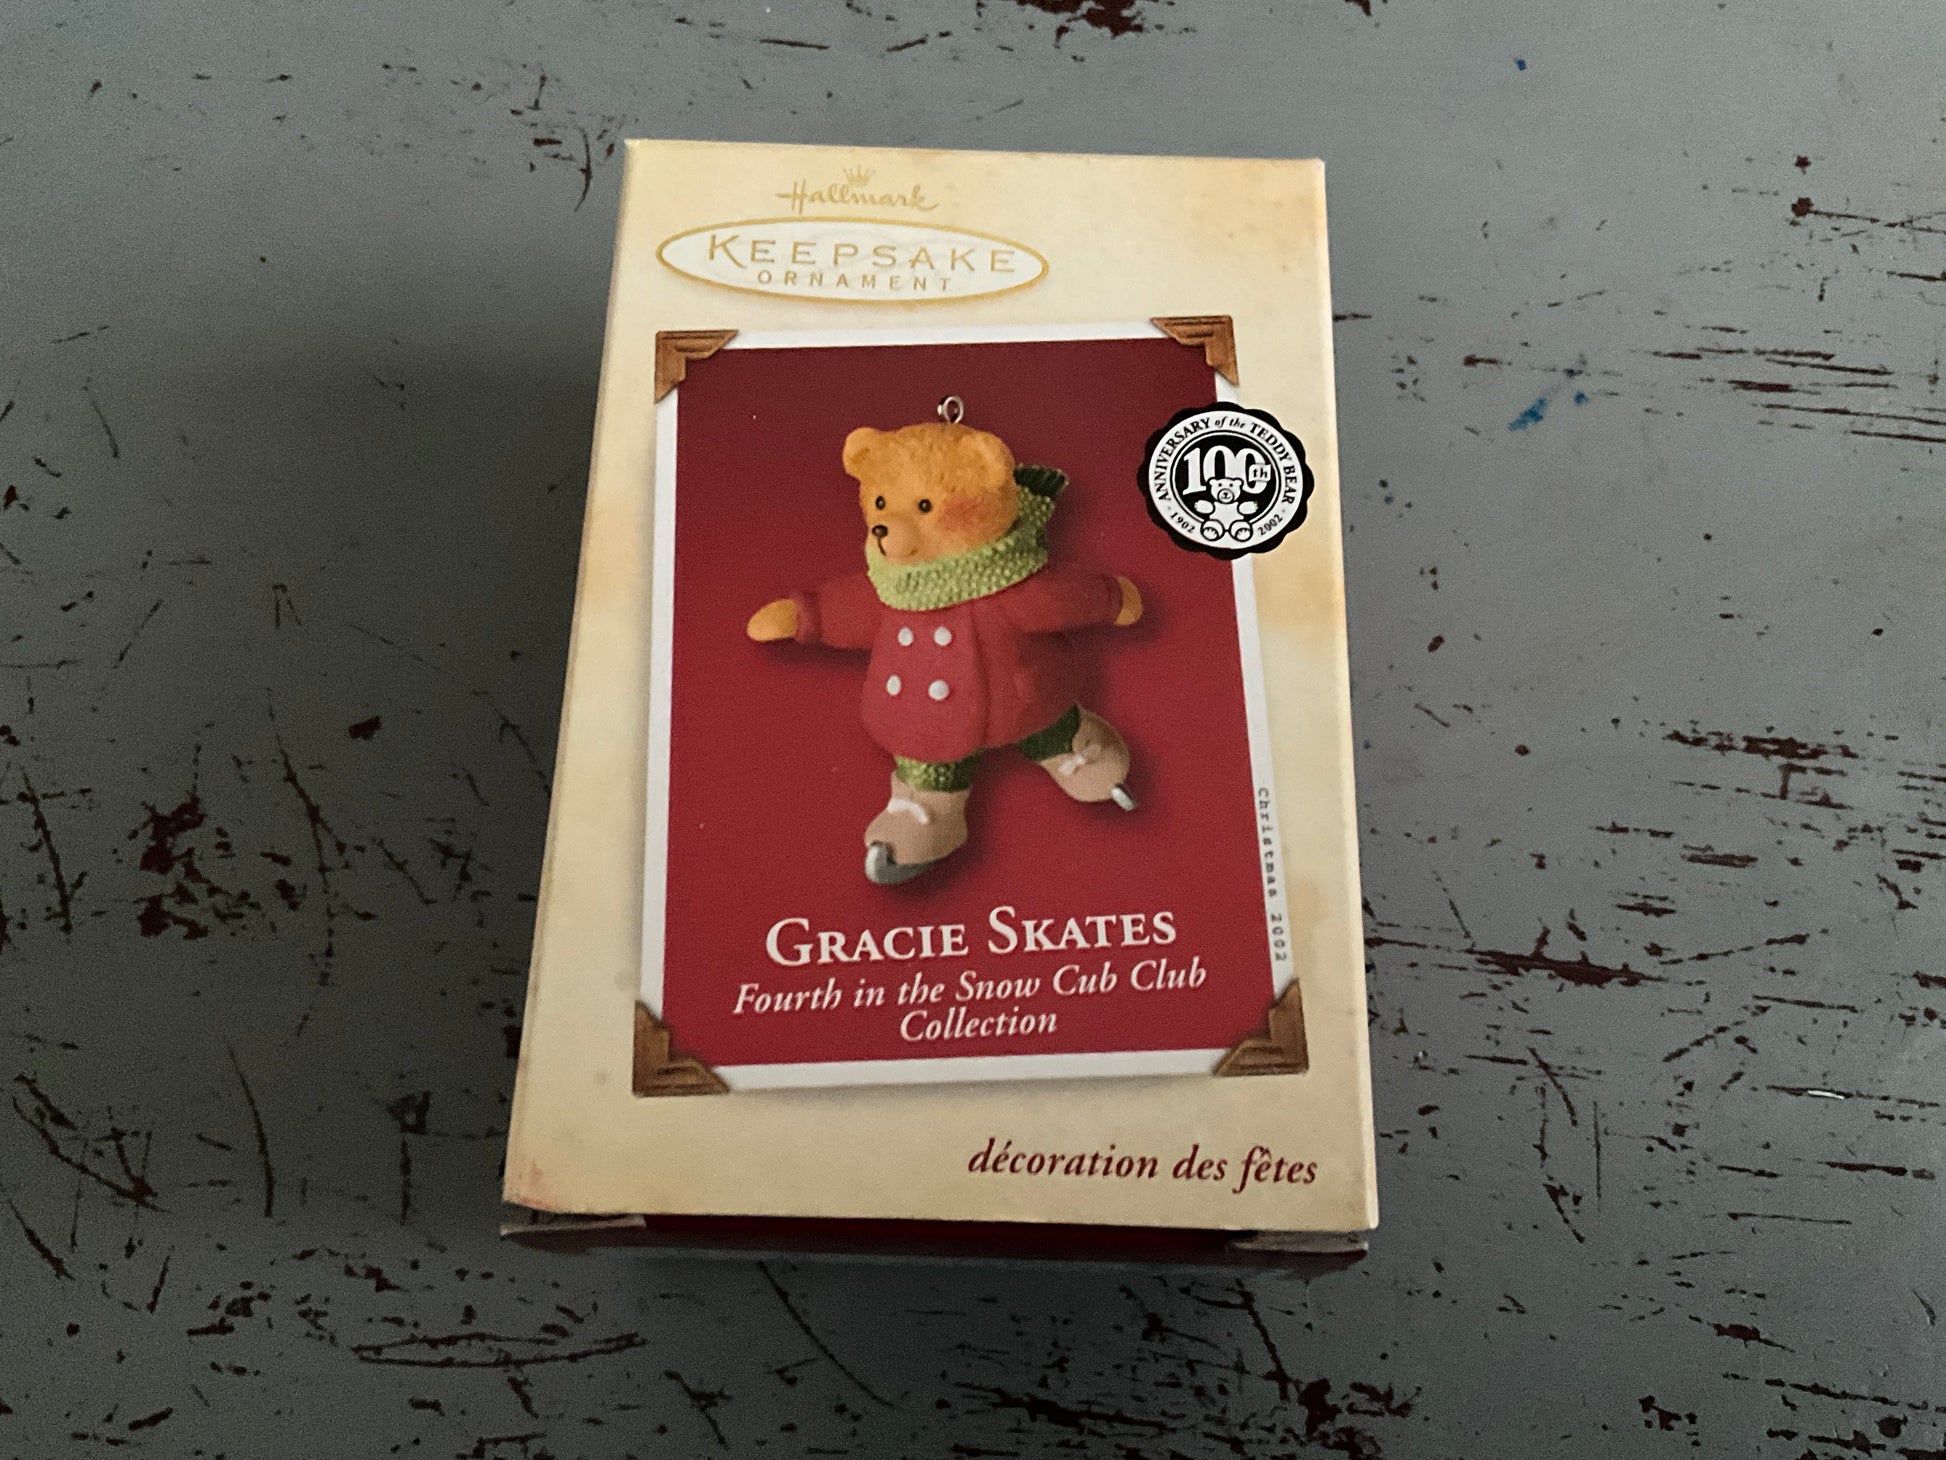 Hallmark
KEEPSAKE
ORNAMENT
ANNIVERSARY of the TEDDY BEAR
100th
· 1902 2002 ·
Christmas 2002
GRACIE SKATES
Fourth in the Snow Cub Club
Collection
décoration des fêtes